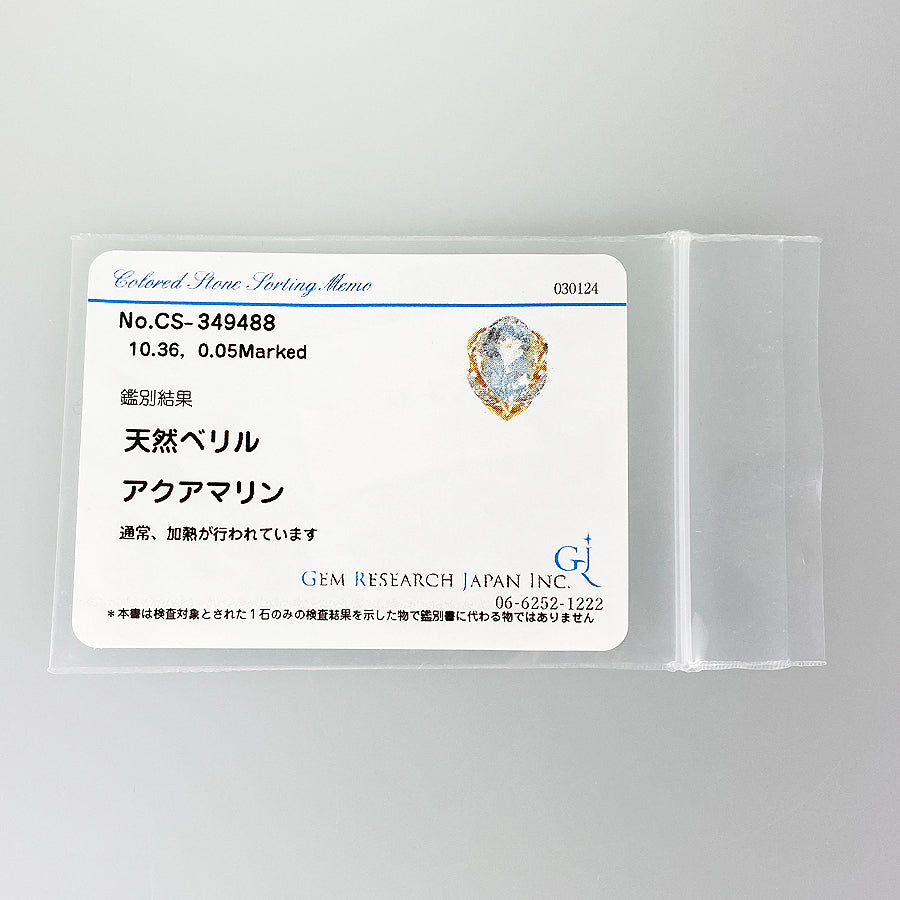 Colored Stone Sorting Memo
030124
No.CS-349488
10.36, 0.05Marked
鑑別結果
天然ベリル
アクアマリン
通常、加熱が行われています
GJ
GEM RESEARCH JAPAN INC.
06-6252-1222
*本書は検査対象とされた1石のみの検査結果を示した物で鑑別書に代わる物ではありません